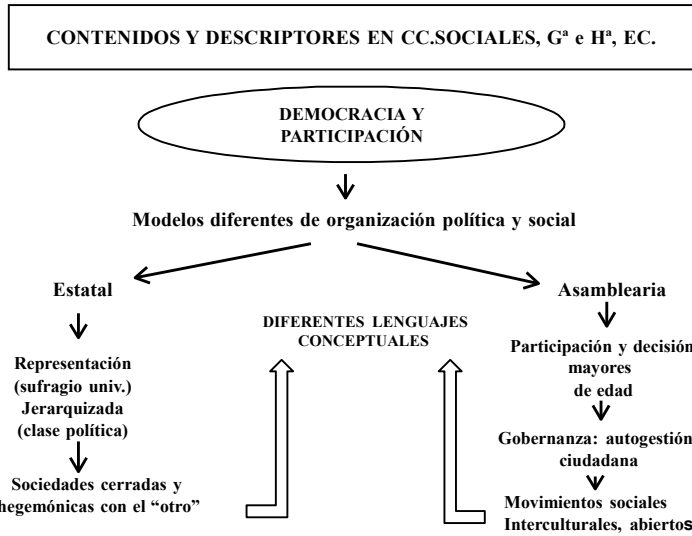 CONTENIDOS Y DESCRIPTORES EN CC.SOCIALES, Gª e Hª, EC.
DEMOCRACIA Y
PARTICIPACIÓN
Modelos diferentes de organización política y social
Estatal
Representación
(sufragio univ.)
Jerarquizada
(clase política)
Sociedades cerradas y
hegemónicas con el “otro”
DIFERENTES LENGUAJES
CONCEPTUALES
Asamblearia
Participación y decisión
mayores
de edad
Gobernanza: autogestión
ciudadana
Movimientos sociales
Interculturales, abiertos